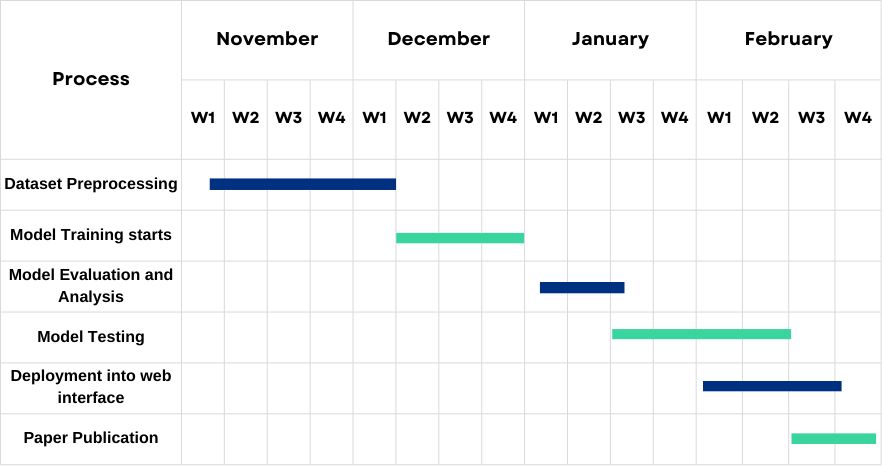 November December January February
Process
W1 W2 W3 W4 W1 W2 W3 W4 W1 W2 W3 W4 W1 W2 W3 W4
Dataset Preprocessing
Model Training starts
Model Evaluation and
Analysis
Model Testing
Deployment into web
interface
Paper Publication